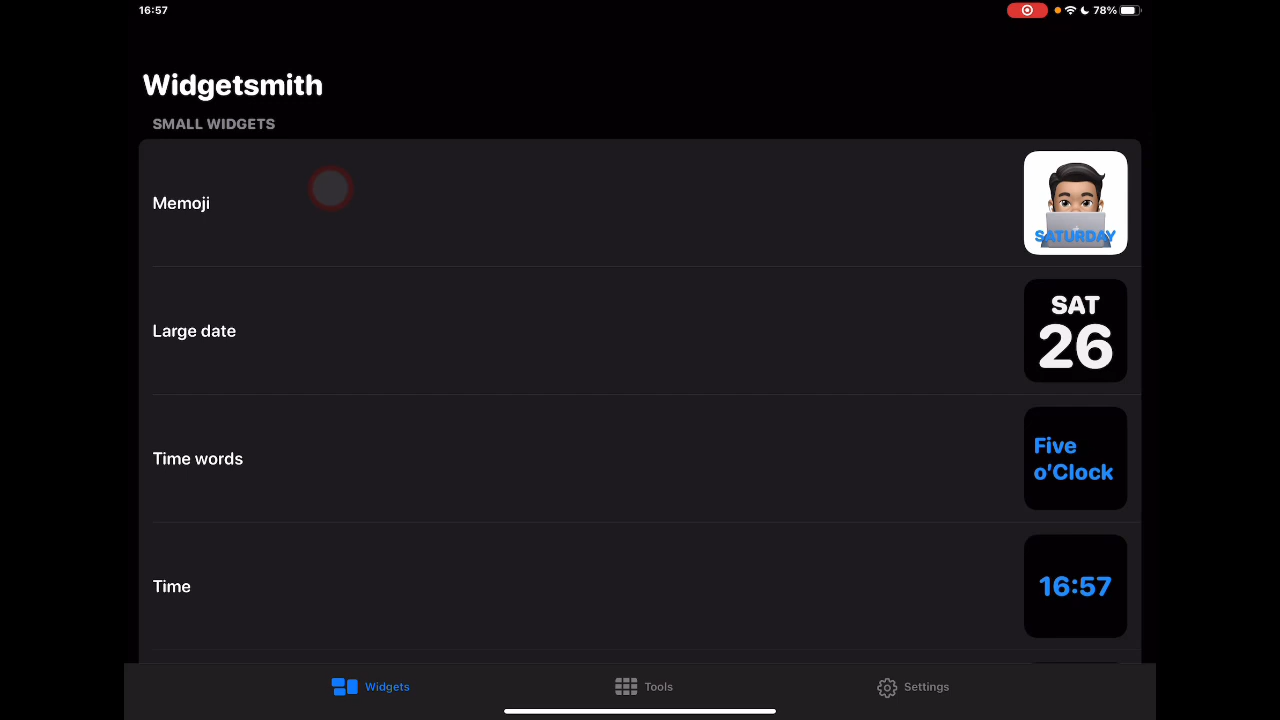 16:57
78%
Widgetsmith
SMALL WIDGETS
Memoji
SATURDAY
Large date
SAT
26
Time words
Five
o'Clock
Time
16:57
Widgets
Tools
Settings